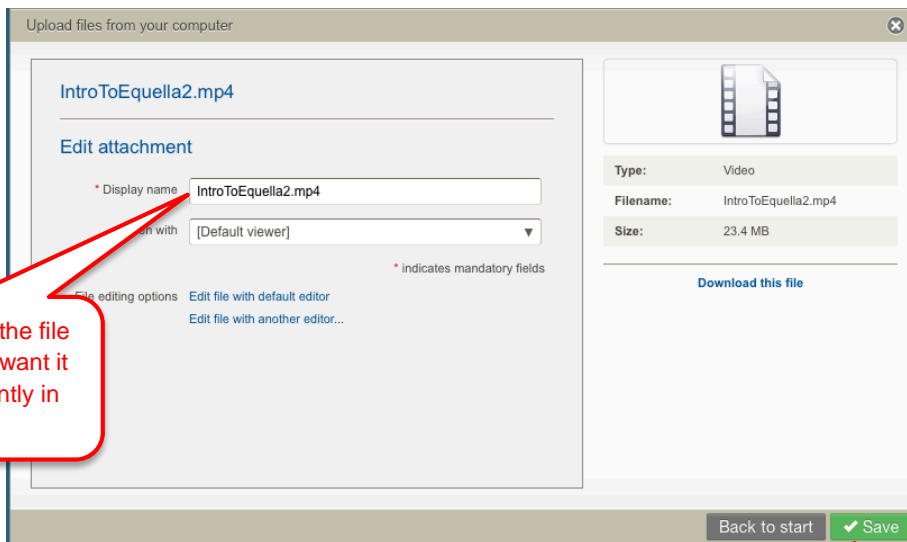 Upload files from your computer
IntroToEquella2.mp4
Edit attachment
* Display name IntroToEquella2.mp4
with [Default viewer]
* indicates mandatory fields
File editing options Edit file with default editor
Edit file with another editor...
the file
want it
ntly in
Type: Video
Filename: IntroToEquella2.mp4
Size: 23.4 MB
Download this file
Back to start Save